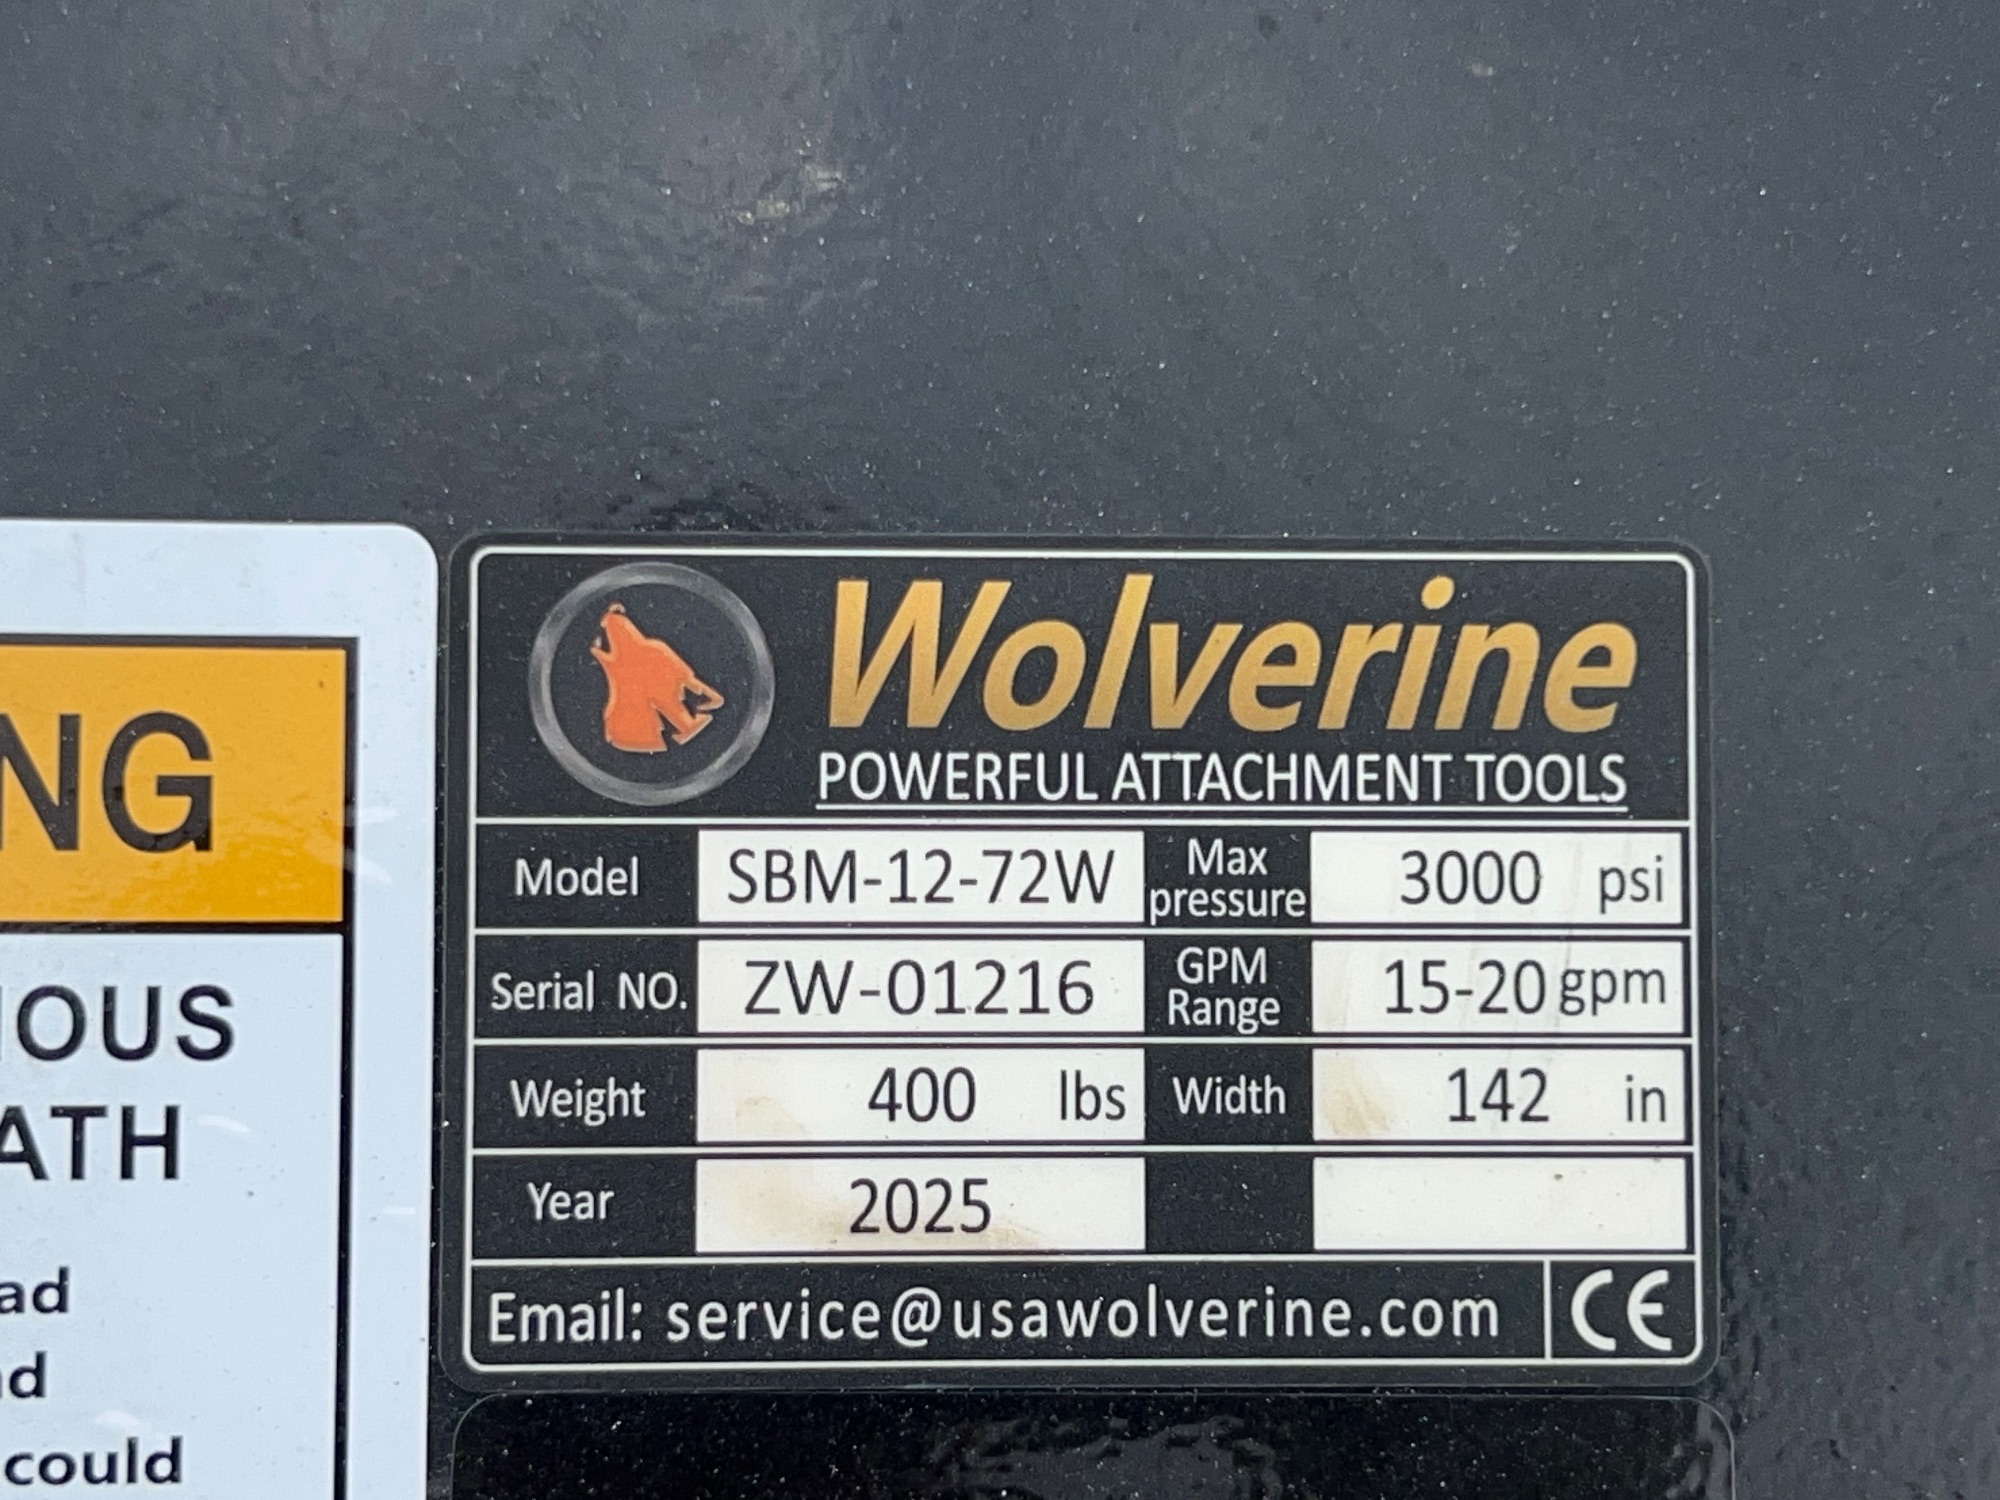 NG
IOUS
ATH
ad
d
could
Wolverine
POWERFUL ATTACHMENT TOOLS
Model SBM-12-72W Max pressure 3000 psi
Serial NO. ZW-01216 GPM Range 15-20 gpm
Weight 400 lbs Width 142 in
Year 2025
Email: service@usawolverine.com CE